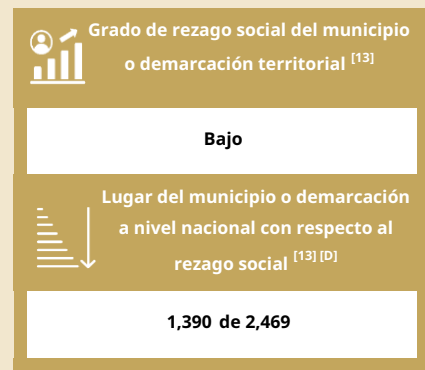 Grado de rezago social del municipio
o demarcación territorial [13]
Bajo
Lugar del municipio o demarcación
a nivel nacional con respecto al
rezago social [13] [D]
1,390 de 2,469